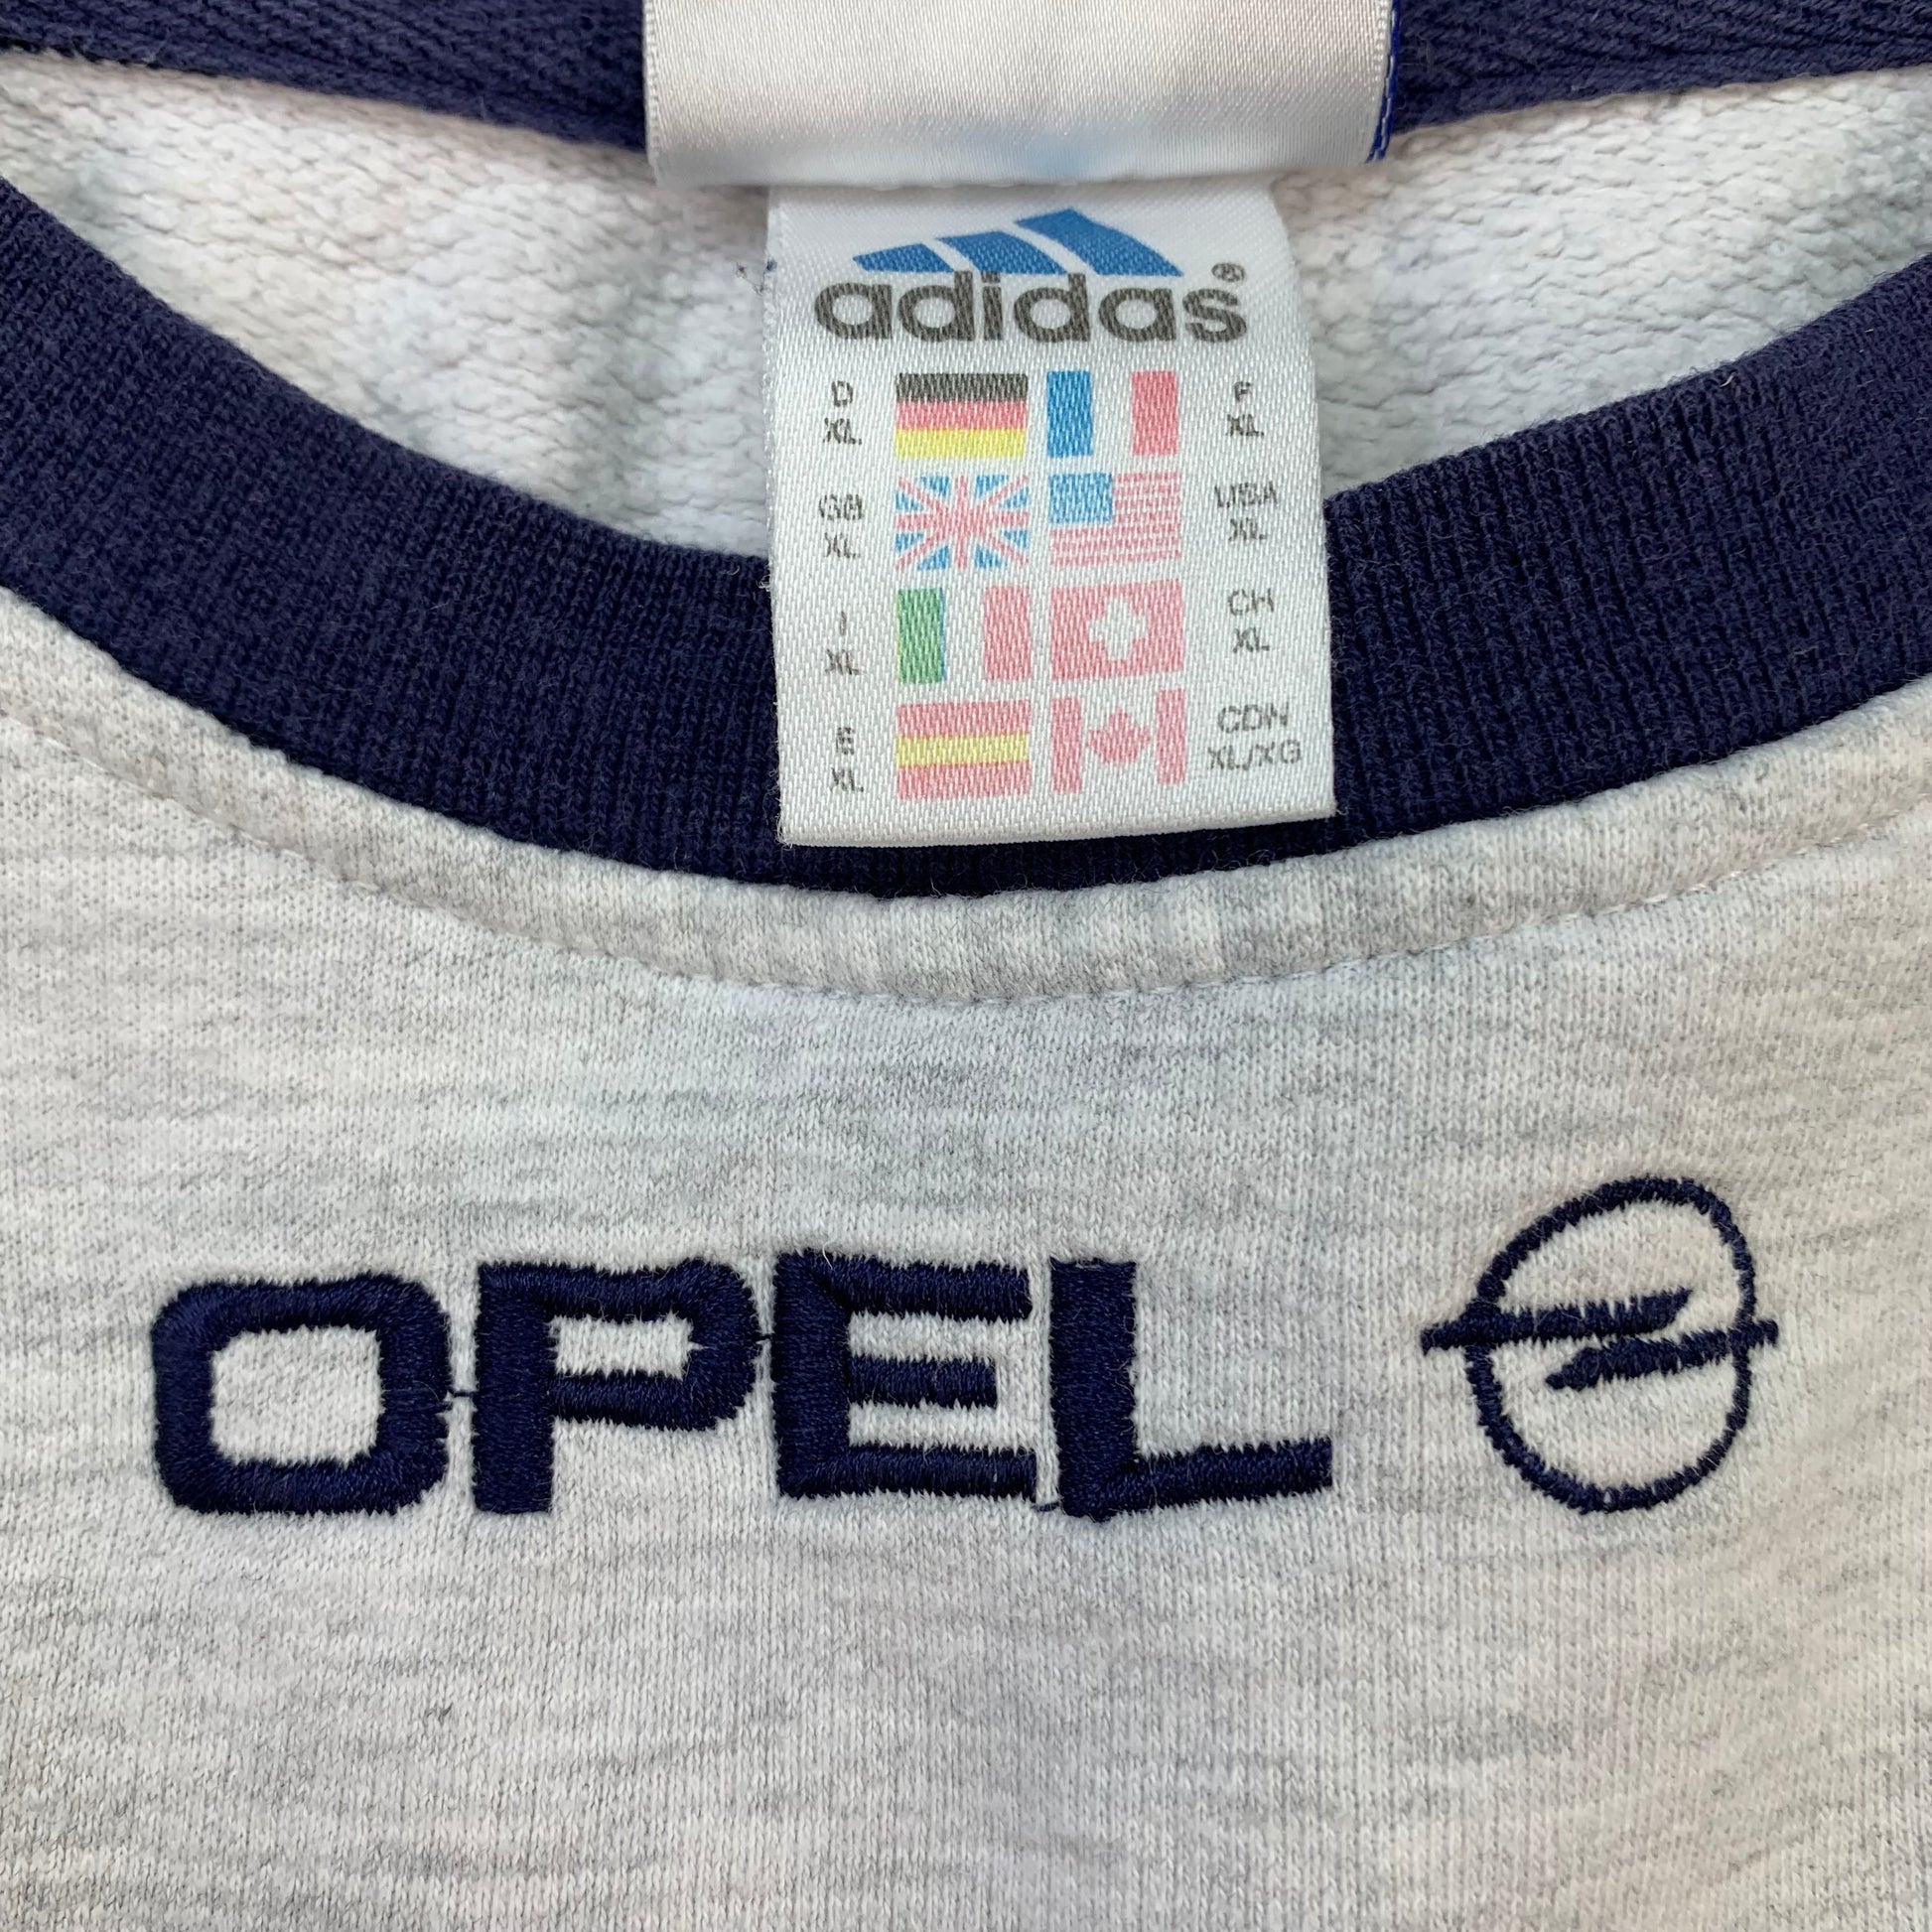 adidas®
D F
XL XL
GB USA
XL XL
I CH
XL XL
E CDN
XL XL/XG
OPEL